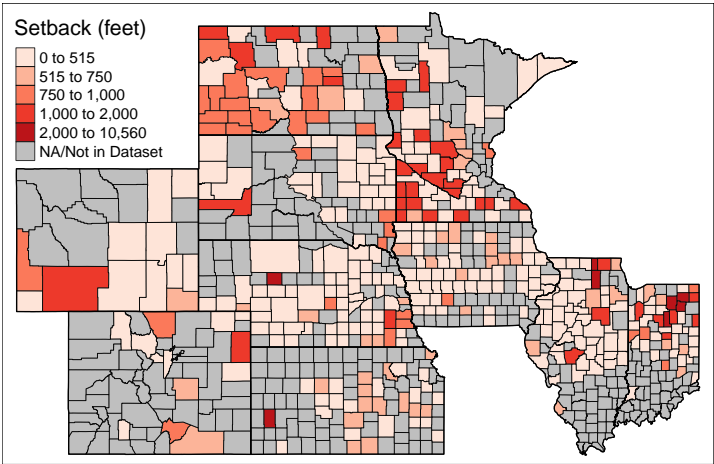 Setback (feet)
0 to 515
515 to 750
750 to 1,000
1,000 to 2,000
2,000 to 10,560
NA/Not in Dataset